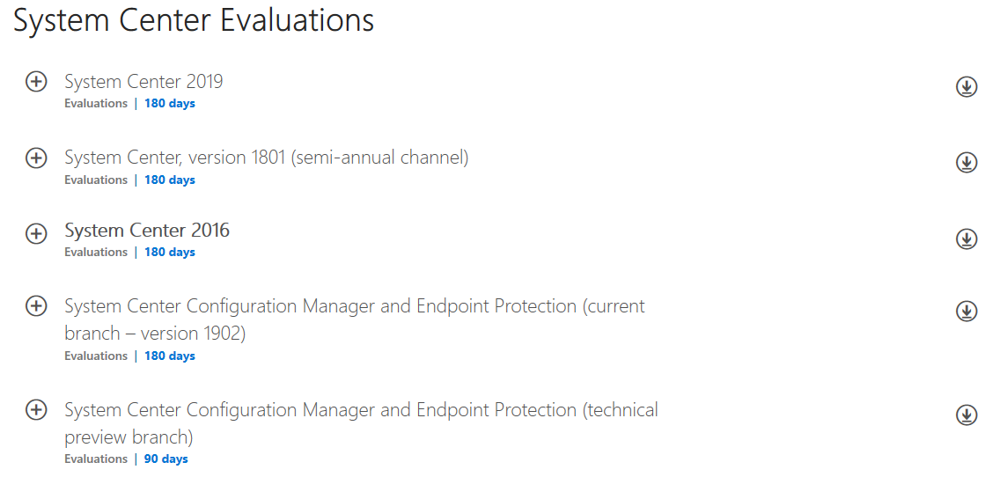 System Center Evaluations
System Center 2019
Evaluations | 180 days
System Center, version 1801 (semi-annual channel)
Evaluations | 180 days
System Center 2016
Evaluations | 180 days
System Center Configuration Manager and Endpoint Protection (current
branch – version 1902)
Evaluations | 180 days
System Center Configuration Manager and Endpoint Protection (technical
preview branch)
Evaluations | 90 days